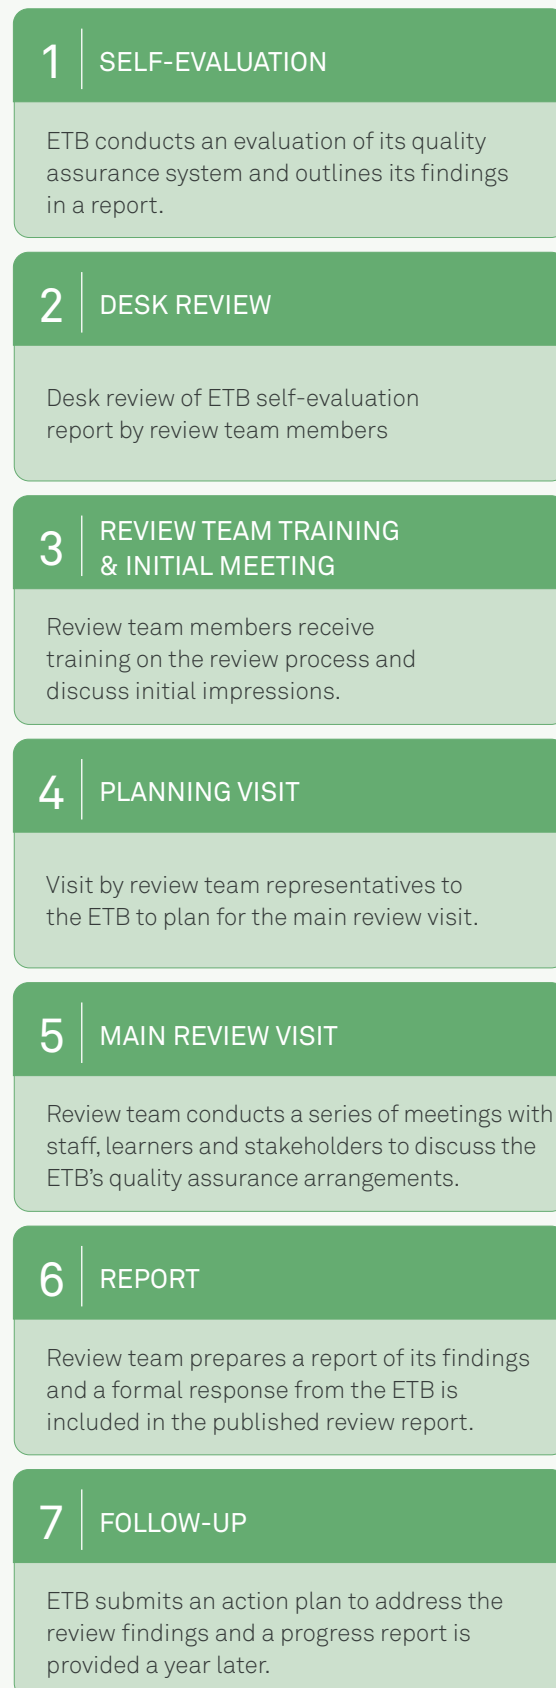 1 SELF-EVALUATION
ETB conducts an evaluation of its quality
assurance system and outlines its findings
in a report.
2 DESK REVIEW
Desk review of ETB self-evaluation
report by review team members
3 REVIEW TEAM TRAINING
& INITIAL MEETING
Review team members receive
training on the review process and
discuss initial impressions.
4 PLANNING VISIT
Visit by review team representatives to
the ETB to plan for the main review visit.
5 MAIN REVIEW VISIT
Review team conducts a series of meetings with
staff, learners and stakeholders to discuss the
ETB’s quality assurance arrangements.
6 REPORT
Review team prepares a report of its findings
and a formal response from the ETB is
included in the published review report.
7 FOLLOW-UP
ETB submits an action plan to address the
review findings and a progress report is
provided a year later.